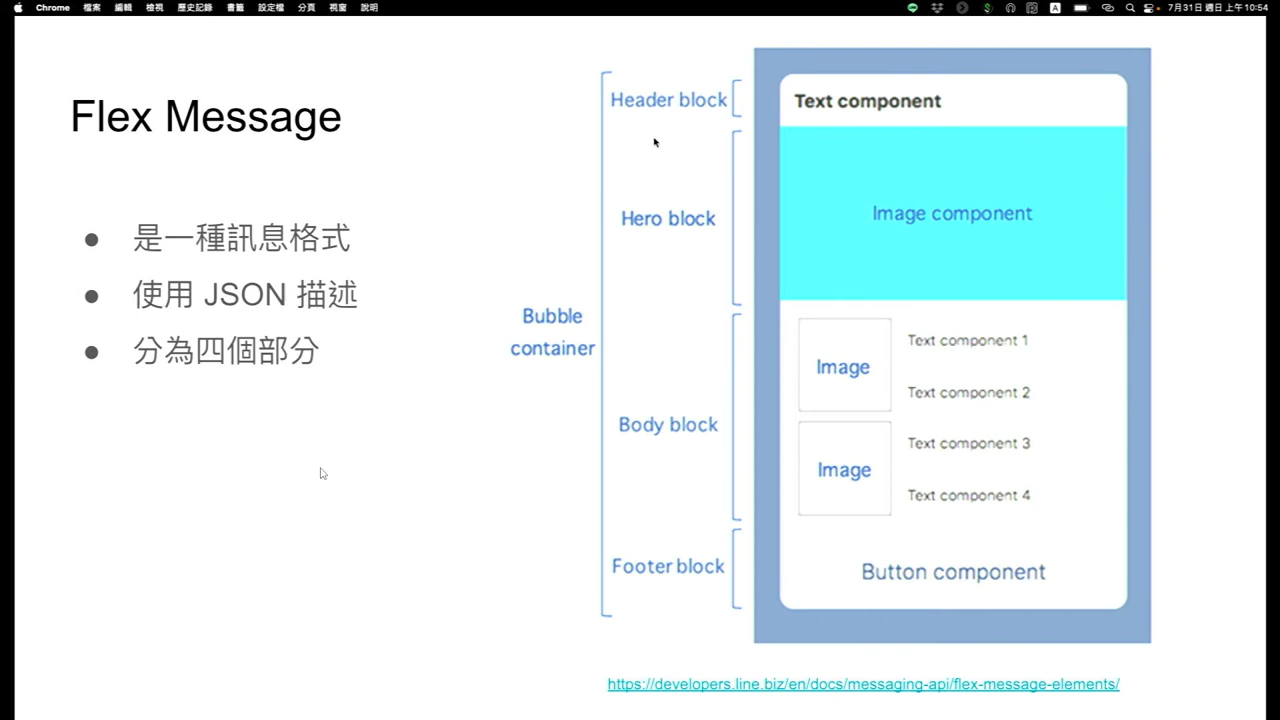 Chrome 檔案 編輯 檢視 歷史記錄 書籤 設定檔 分頁 視窗 說明
A
7月31日 週日 上午10:54
Flex Message
● 是一種訊息格式
● 使用 JSON 描述
● 分為四個部分
Bubble
container
Header block
Hero block
Body block
Footer block
Text component
Image component
Image
Text component 1
Text component 2
Image
Text component 3
Text component 4
Button component
https://developers.line.biz/en/docs/messaging-api/flex-message-elements/